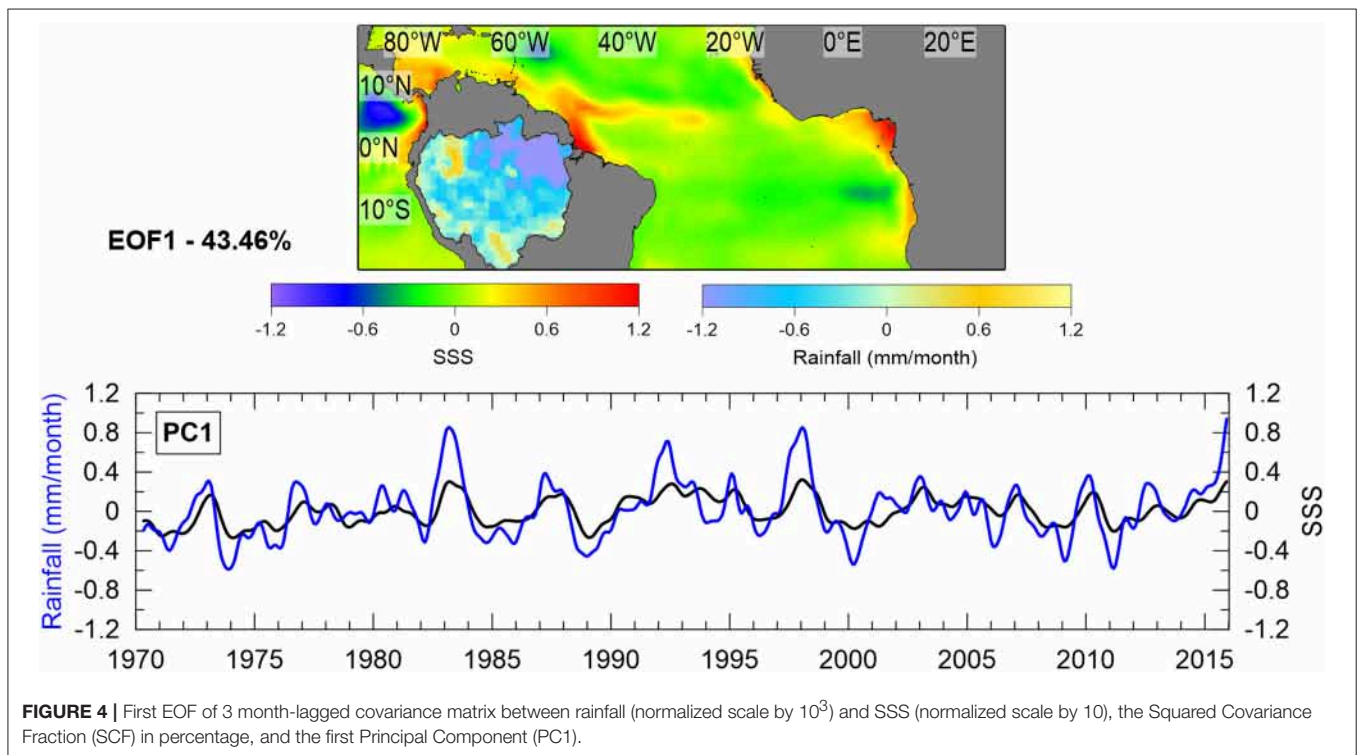 80°W 60°W 40°W 20°W 0°E 20°E
10°N
0°N
10°S
EOF1 - 43.46%
-1.2 -0.6 0 0.6 1.2
SSS
-1.2 -0.6 0 0.6 1.2
Rainfall (mm/month)
PC1
Rainfall (mm/month)
1.2
0.8
0.4
0
-0.4
-0.8
-1.2
1.2
0.8
0.4
0
-0.4
-0.8
-1.2
SSS
1970 1975 1980 1985 1990 1995 2000 2005 2010 2015
FIGURE 4 | First EOF of 3 month-lagged covariance matrix between rainfall (normalized scale by 10³) and SSS (normalized scale by 10), the Squared Covariance
Fraction (SCF) in percentage, and the first Principal Component (PC1).